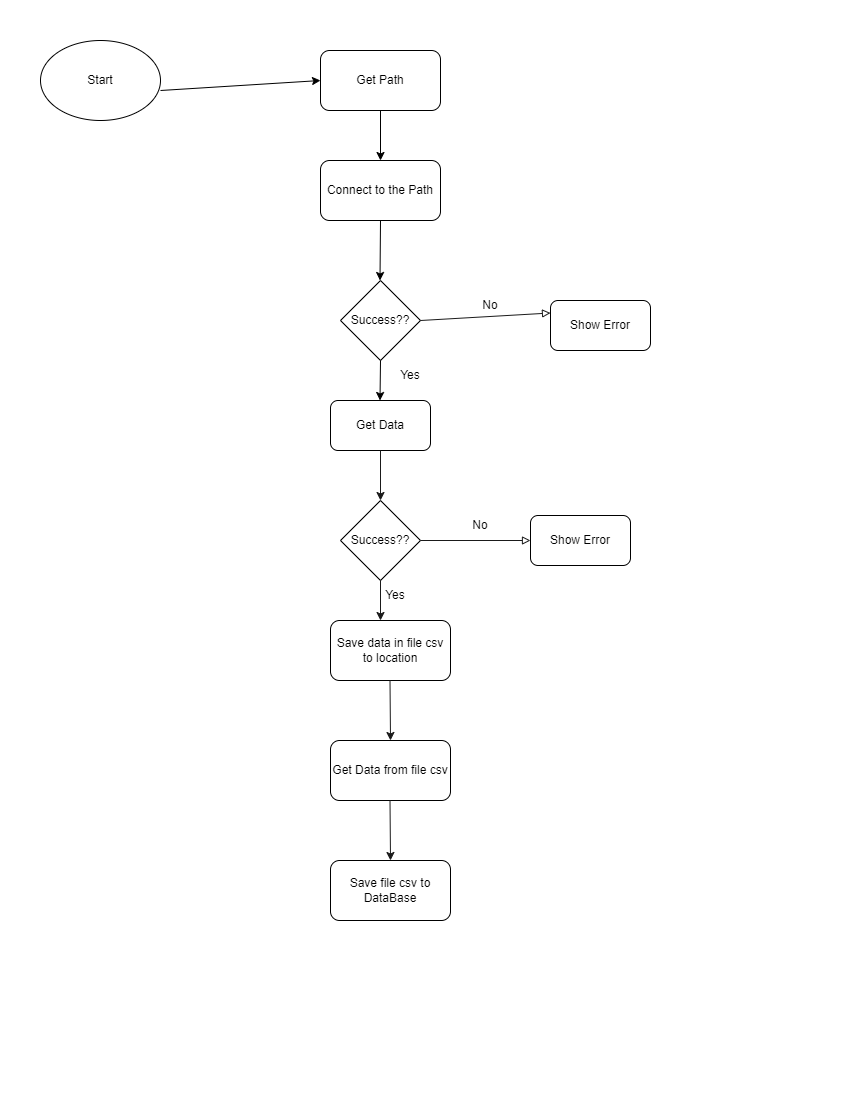 Start
Get Path
Connect to the Path
Success??
No
Show Error
Yes
Get Data
Success??
No
Show Error
Yes
Save data in file csv
to location
Get Data from file csv
Save file csv to
DataBase